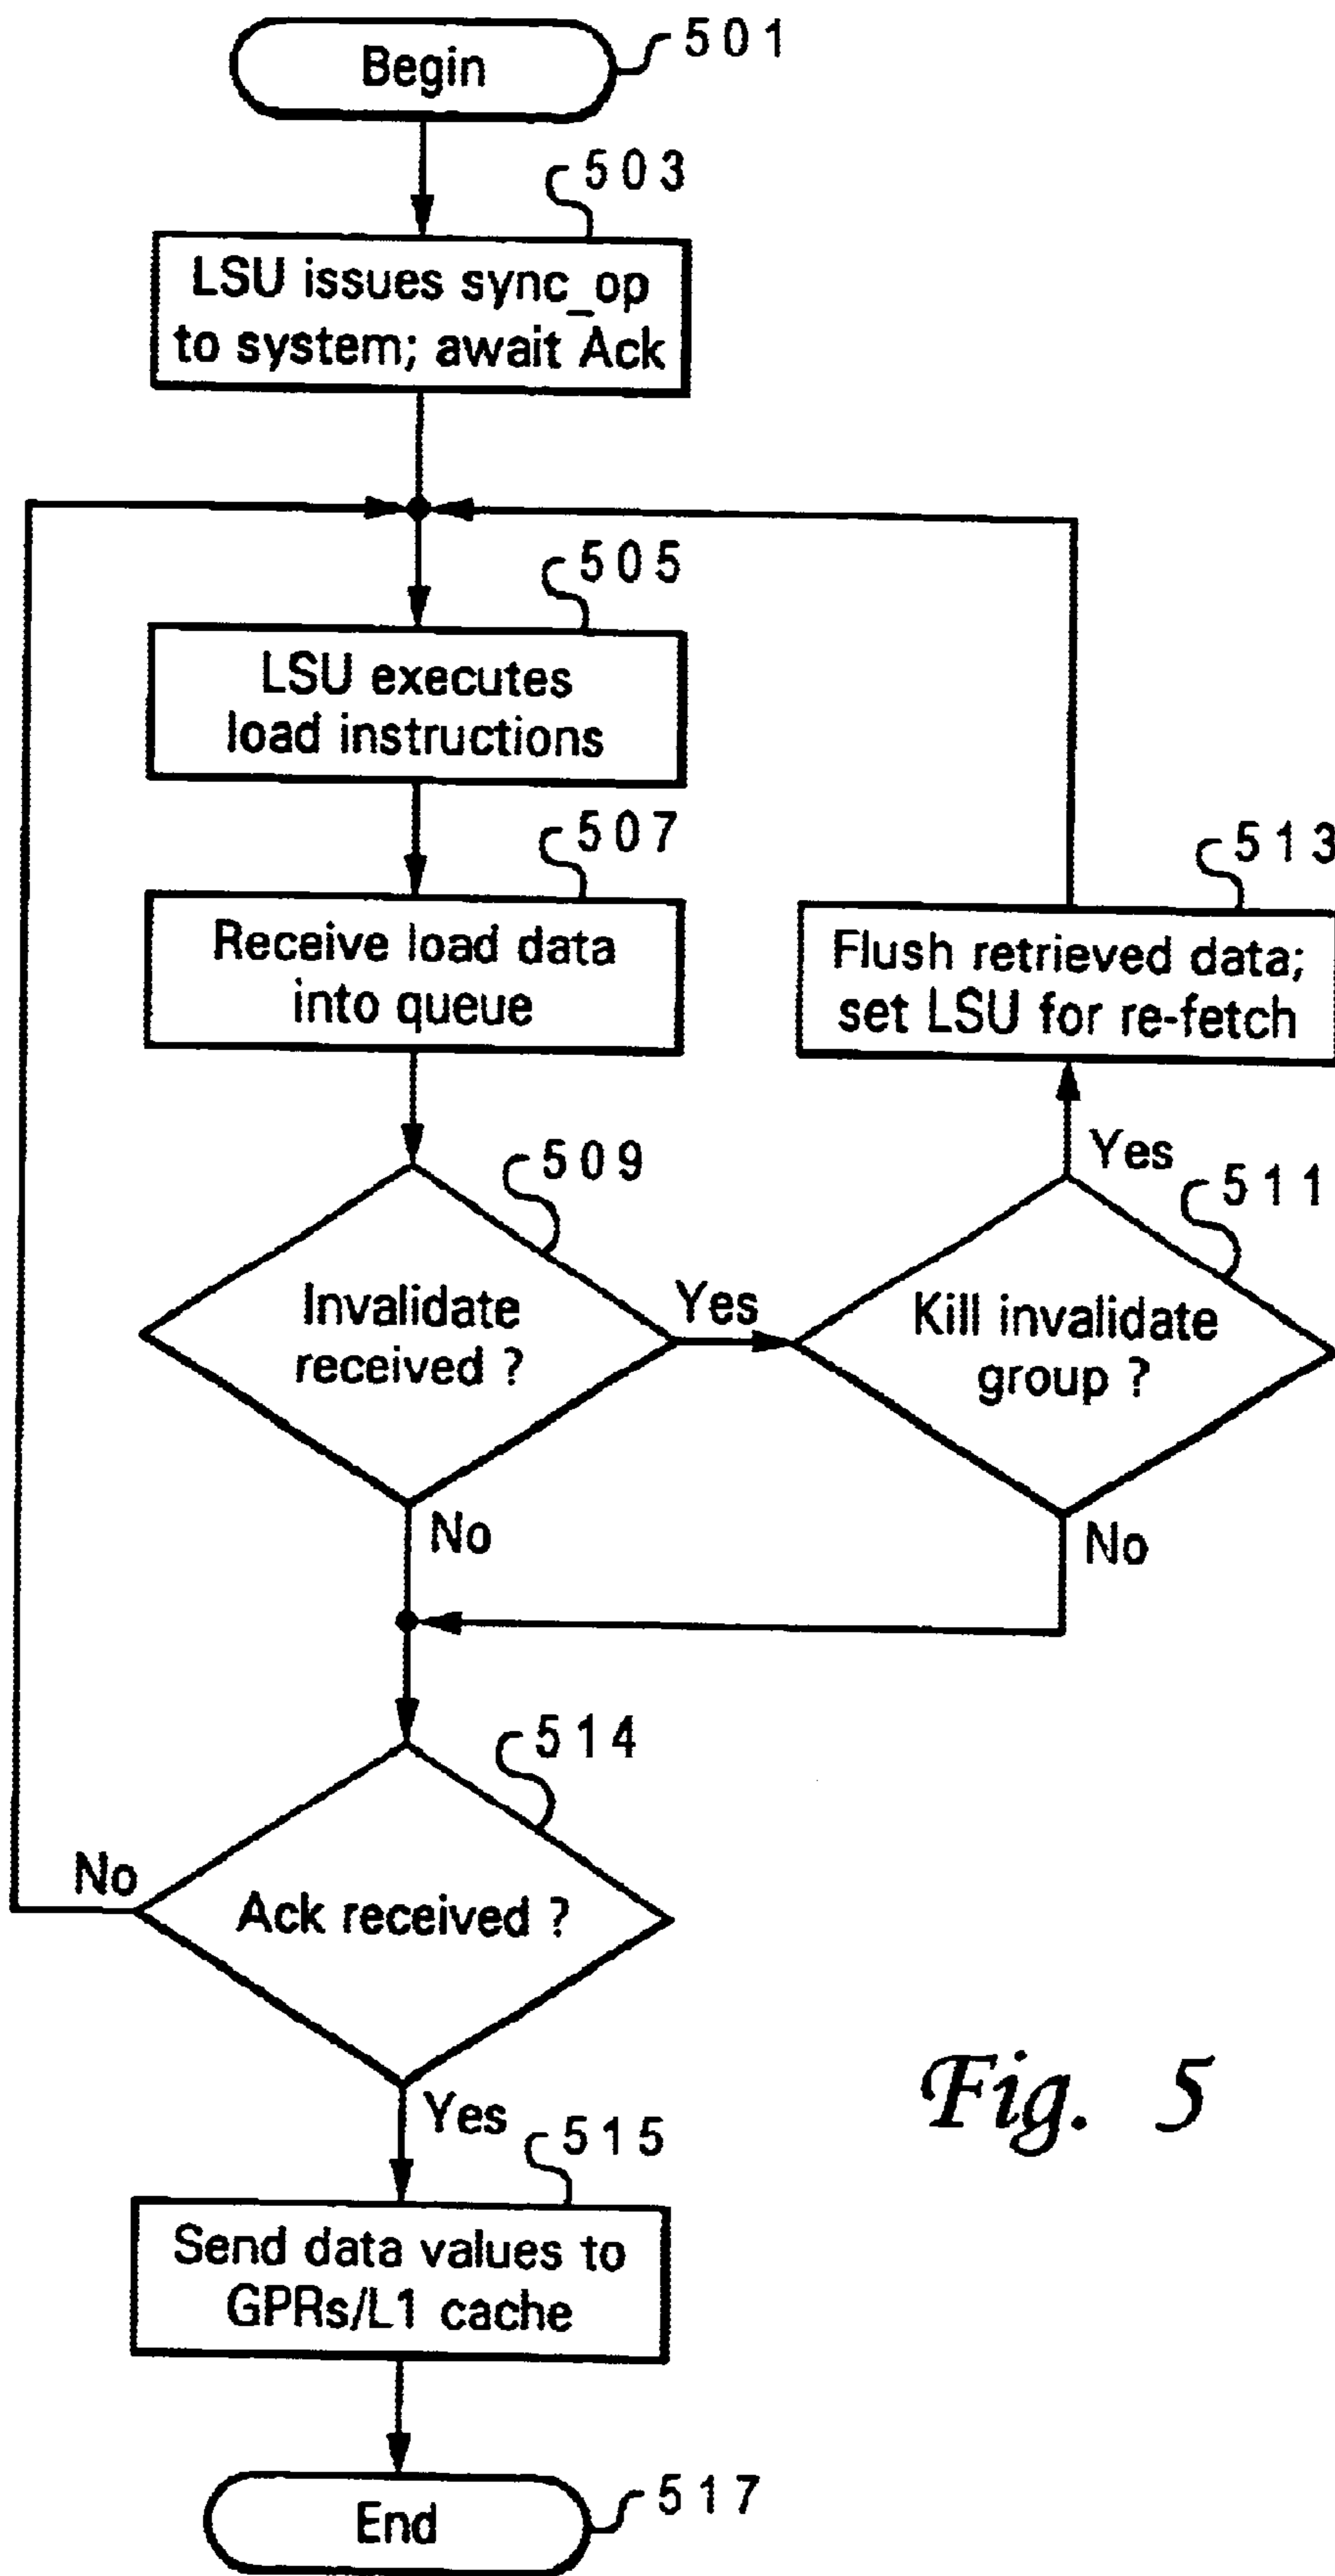 Begin
501
503
LSU issues sync_op
to system; await Ack
505
LSU executes
load instructions
507
Receive load data
into queue
513
Flush retrieved data;
set LSU for re-fetch
509
Invalidate
received ?
Yes
No
511
Kill invalidate
group ?
Yes
No
514
Ack received ?
No
Yes
515
Send data values to
GPRs/L1 cache
End
517
Fig. 5